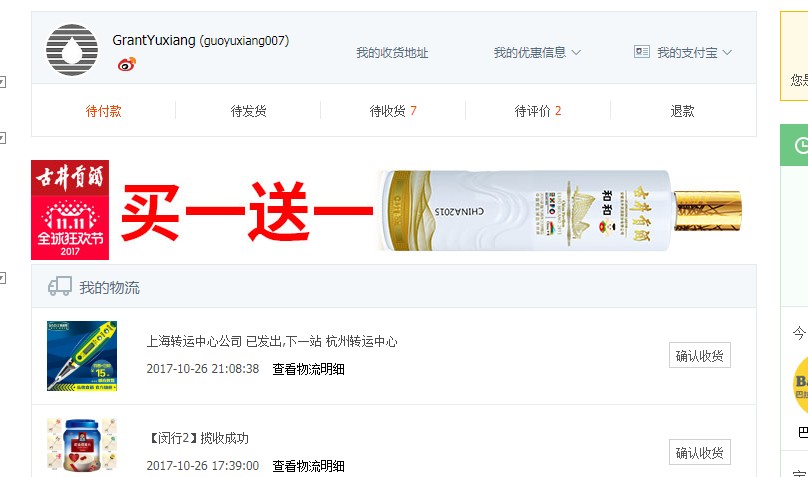 GrantYuxiang (guoyuxiang007)
我的收货地址
我的优惠信息
我的支付宝
待付款
待发货
待收货 7
待评价 2
退款
古井贡酒
11.11
全球狂欢节
2017
买一送一
CHINA2015
EXPO
和和
古井贡酒
我的物流
上海转运中心公司 已发出,下一站 杭州转运中心
2017-10-26 21:08:38 查看物流明细
确认收货
15
【闵行2】揽收成功
2017-10-26 17:39:00 查看物流明细
确认收货
您是
今